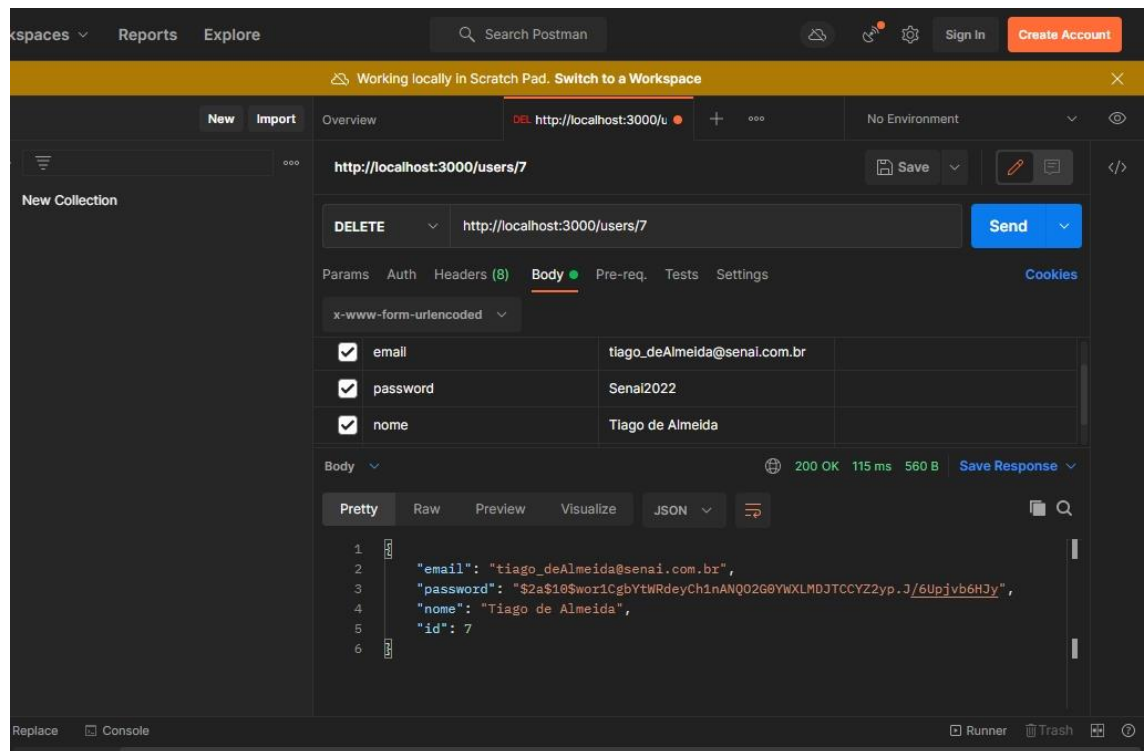 kspaces Reports Explore Search Postman Sign In Create Account
Working locally in Scratch Pad. Switch to a Workspace
New Import Overview DEL http://localhost:3000/u No Environment
http://localhost:3000/users/7 Save
New Collection
DELETE http://localhost:3000/users/7 Send
Params Auth Headers (8) Body Pre-req. Tests Settings Cookies
x-www-form-urlencoded
email tiago_deAlmeida@senai.com.br
password Senai2022
nome Tiago de Almeida
Body 200 OK 115 ms 560 B Save Response
Pretty Raw Preview Visualize JSON
1 {
2 "email": "tiago_deAlmeida@senai.com.br",
3 "password": "$2a$10$wor1CgbYtWRdeyCh1nANQO2G0YWXLMDJTCCYZ2yp.J/6Upjvb6HJy",
4 "nome": "Tiago de Almeida",
5 "id": 7
6 }
Replace Console Runner Trash